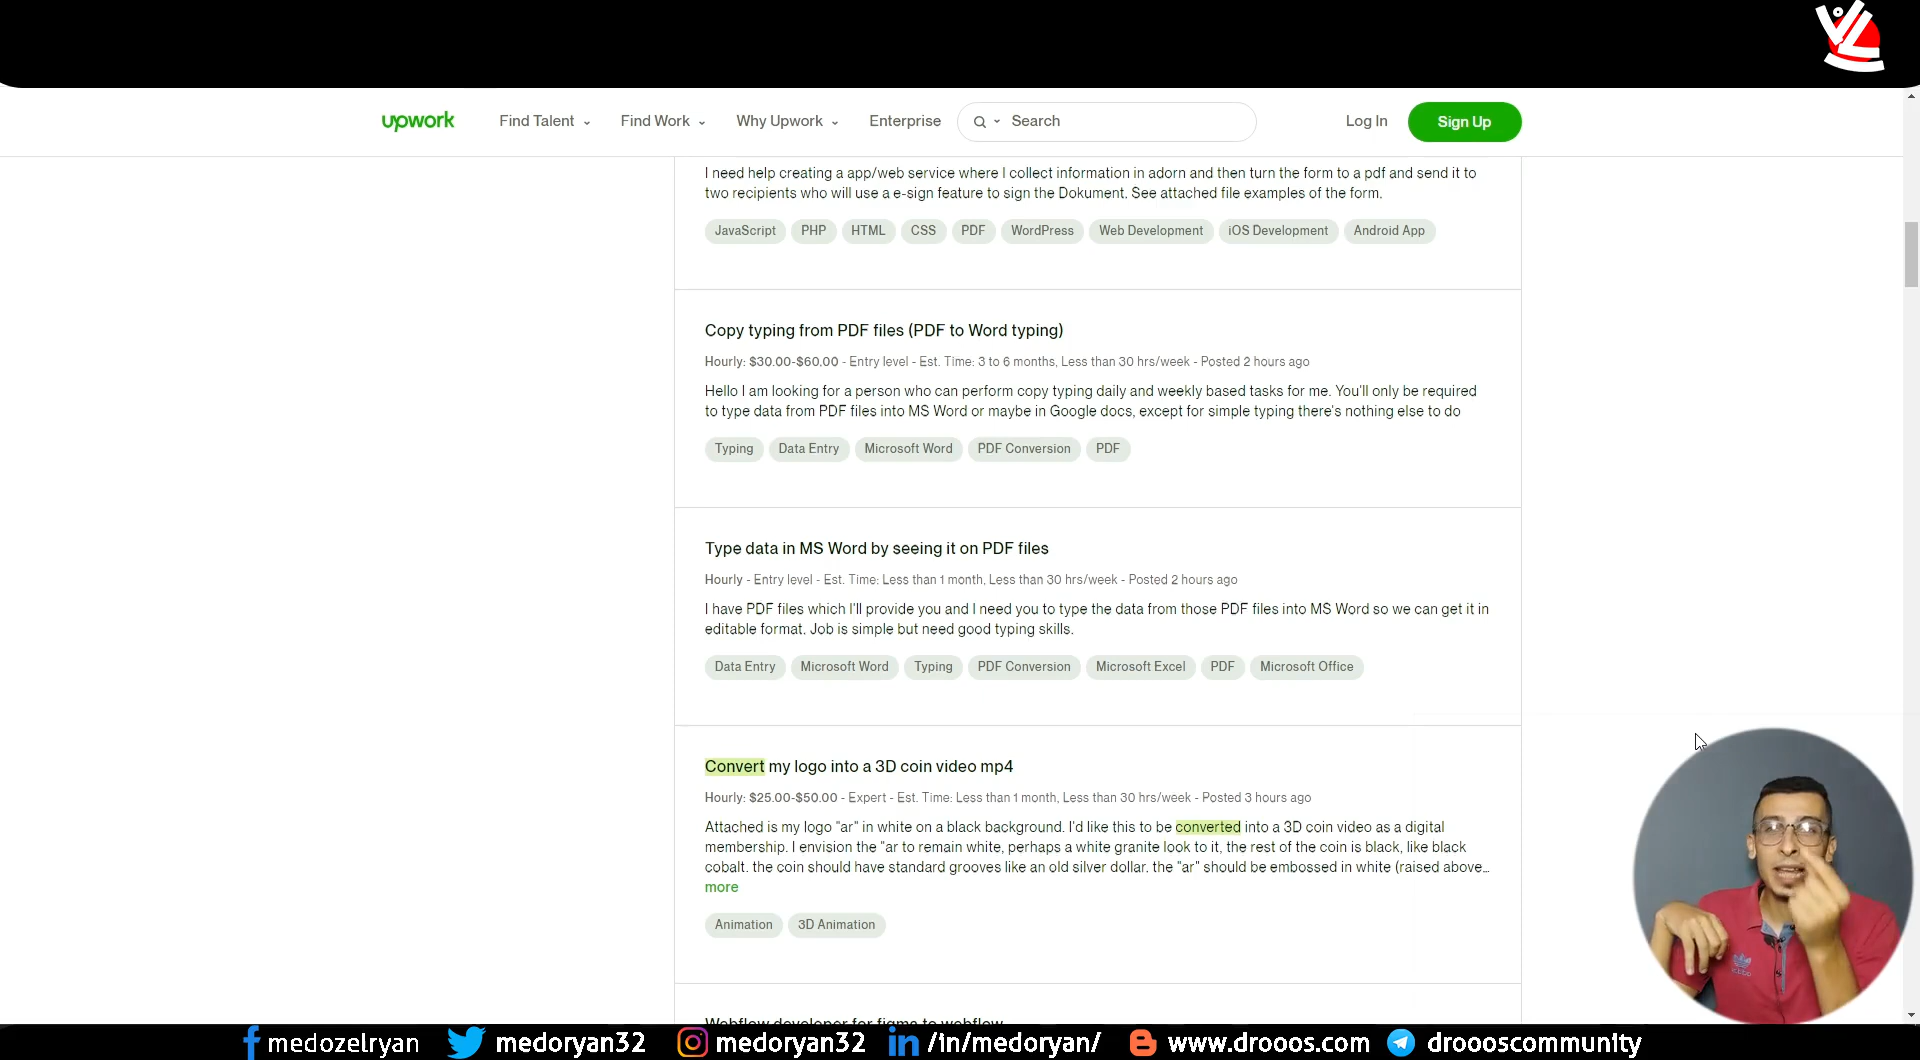 upwork
Find Talent
Find Work
Why Upwork
Enterprise
Search
Log In
Sign Up
I need help creating a app/web service where I collect information in adorn and then turn the form to a pdf and send it to
two recipients who will use a e-sign feature to sign the Dokument. See attached file examples of the form.
JavaScript PHP HTML CSS PDF WordPress Web Development iOS Development Android App
Copy typing from PDF files (PDF to Word typing)
Hourly: $30.00-$60.00 - Entry level - Est. Time: 3 to 6 months, Less than 30 hrs/week - Posted 2 hours ago
Hello I am looking for a person who can perform copy typing daily and weekly based tasks for me. You'll only be required
to type data from PDF files into MS Word or maybe in Google docs, except for simple typing there's nothing else to do
Typing Data Entry Microsoft Word PDF Conversion PDF
Type data in MS Word by seeing it on PDF files
Hourly - Entry level - Est. Time: Less than 1 month, Less than 30 hrs/week - Posted 2 hours ago
I have PDF files which I'll provide you and I need you to type the data from those PDF files into MS Word so we can get it in
editable format. Job is simple but need good typing skills.
Data Entry Microsoft Word Typing PDF Conversion Microsoft Excel PDF Microsoft Office
Convert my logo into a 3D coin video mp4
Hourly: $25.00-$50.00 - Expert - Est. Time: Less than 1 month, Less than 30 hrs/week - Posted 3 hours ago
Attached is my logo "ar" in white on a black background. I'd like this to be converted into a 3D coin video as a digital
membership. I envision the "ar to remain white, perhaps a white granite look to it, the rest of the coin is black, like black
cobalt. the coin should have standard grooves like an old silver dollar. the "ar" should be embossed in white (raised above...
more
Animation 3D Animation
Webflow developer for figma to webflow
medozelryan medoryan32 medoryan32 /in/medoryan/ www.drooos.com droooscommunity